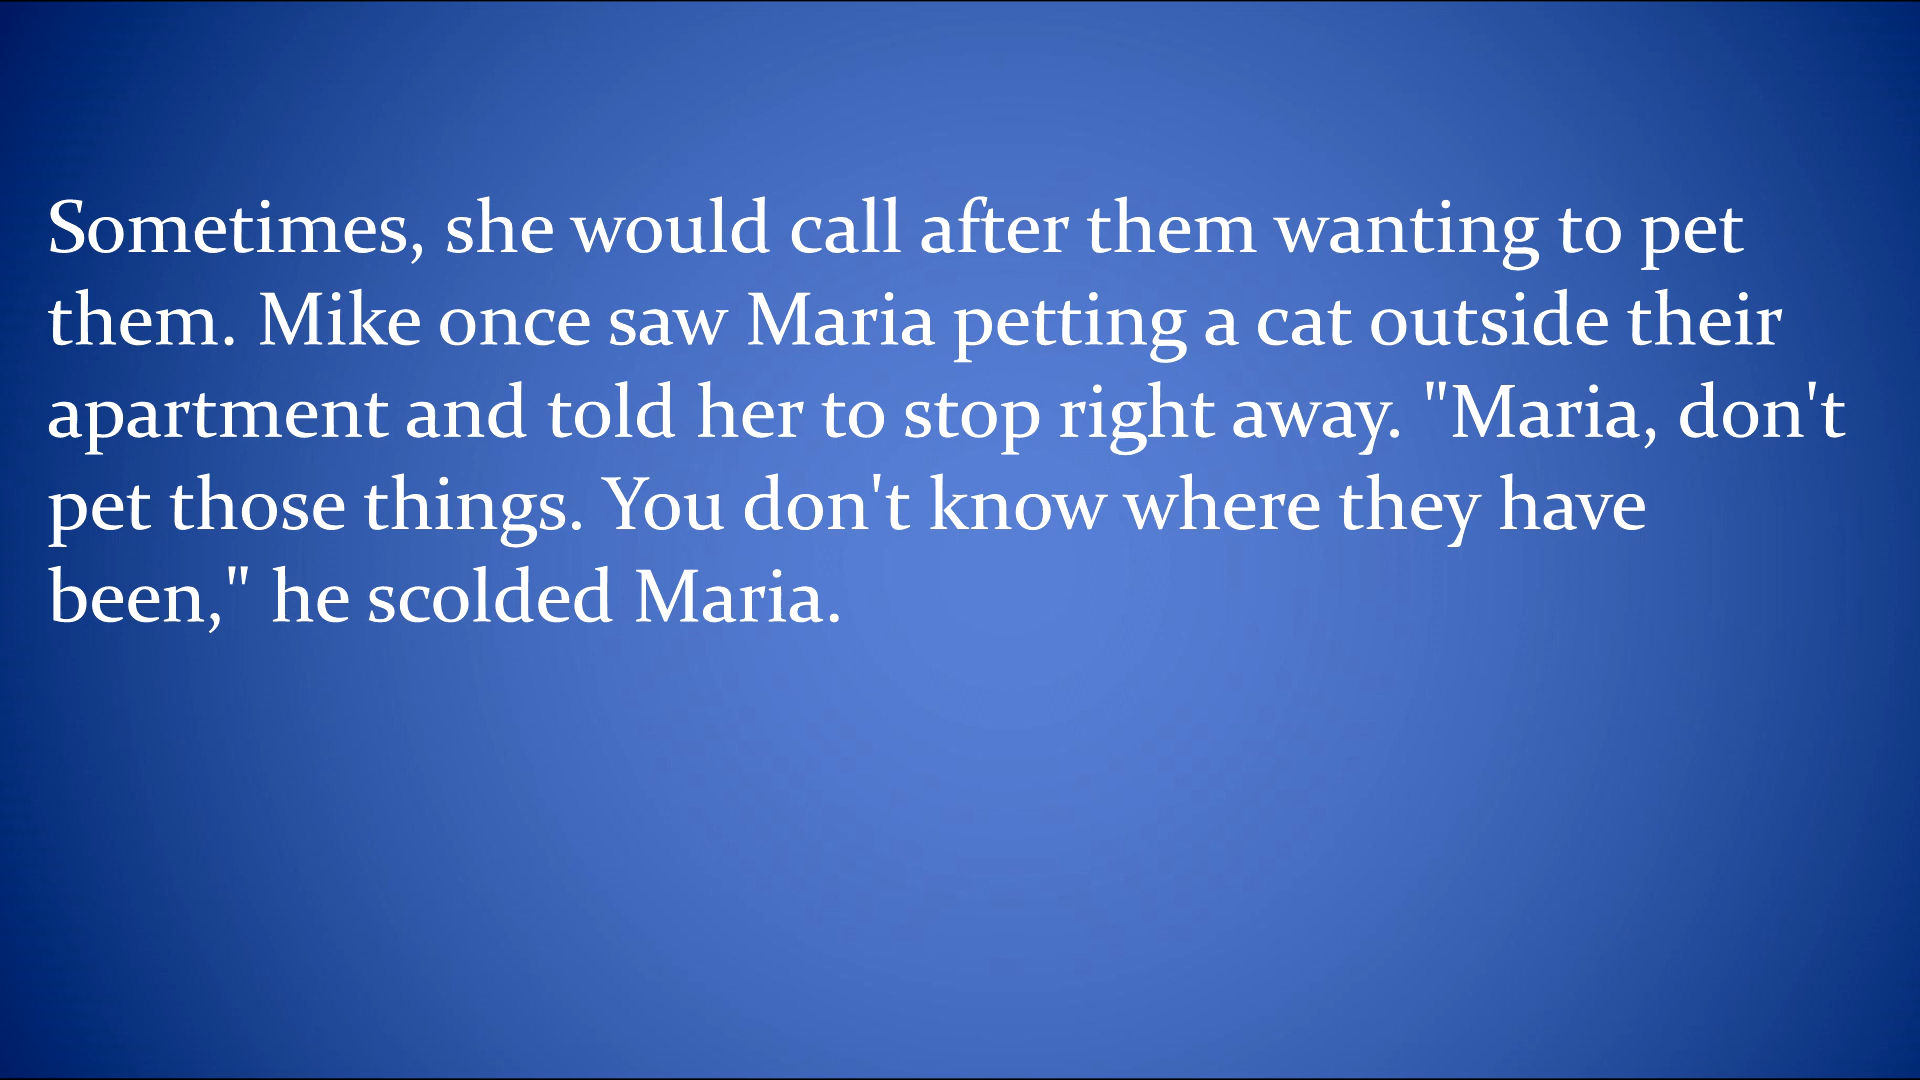 Sometimes, she would call after them wanting to pet
them. Mike once saw Maria petting a cat outside their
apartment and told her to stop right away. "Maria, don't
pet those things. You don't know where they have
been," he scolded Maria.